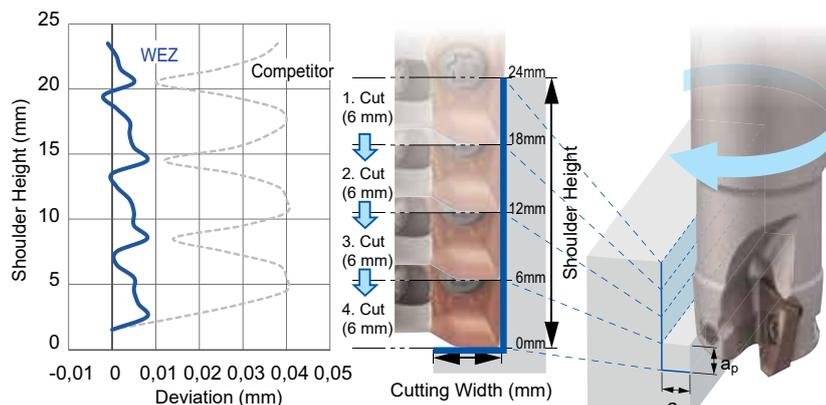 25
20
15
10
5
0
Shoulder Height (mm)
-0,01 0 0,01 0,02 0,03 0,04 0,05
Deviation (mm)
WEZ
Competitor
1. Cut
(6 mm)
2. Cut
(6 mm)
3. Cut
(6 mm)
4. Cut
(6 mm)
24mm
18mm
12mm
6mm
0mm
Shoulder Height
Cutting Width (mm)
ap